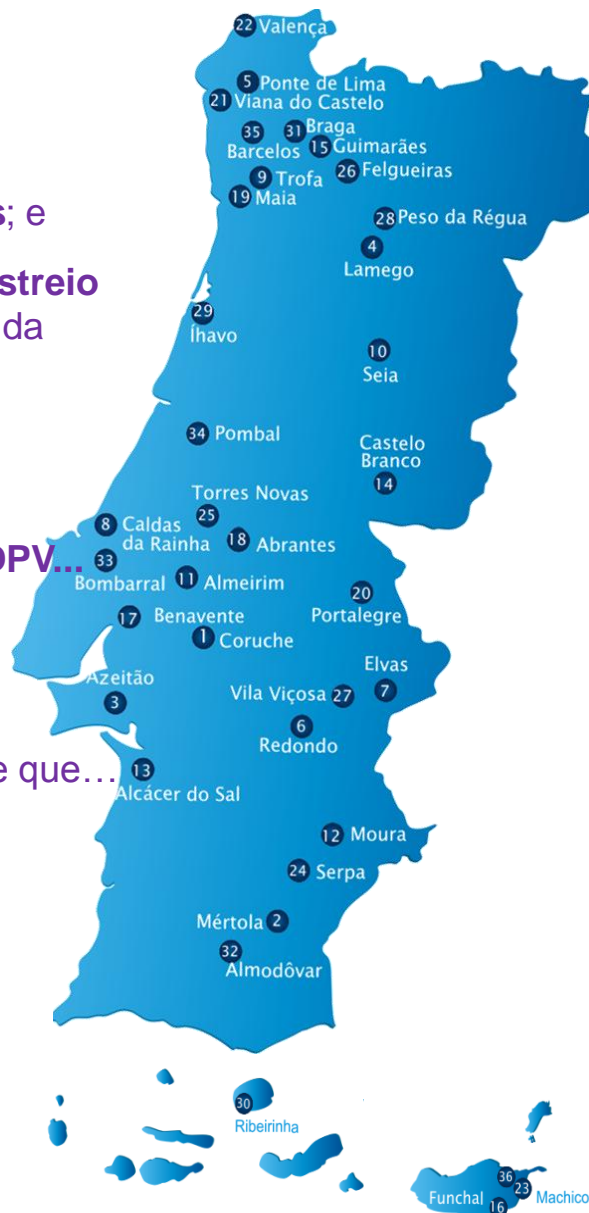 22 Valença
5 Ponte de Lima
21 Viana do Castelo
35 31 Braga
Barcelos 15 Guimarães
26 Felgueiras
9 Trofa
19 Maia
s; e
28 Peso da Régua
4
Lamego
streio
29
da
Íhavo
10
Seia
34 Pombal
Castelo
Branco
14
Torres Novas
25
8 Caldas
da Rainha
18 Abrantes
33
OPV...
Bombarral
11 Almeirim
20
Portalegre
17 Benavente
1 Coruche
Azeitão
3
Elvas
Vila Viçosa 27 7
6
Redondo
e que…
13
Alcácer do Sal
12 Moura
24 Serpa
Mértola 2
32
Almodôvar
30
Ribeirinha
36
Funchal 23 Machico
16